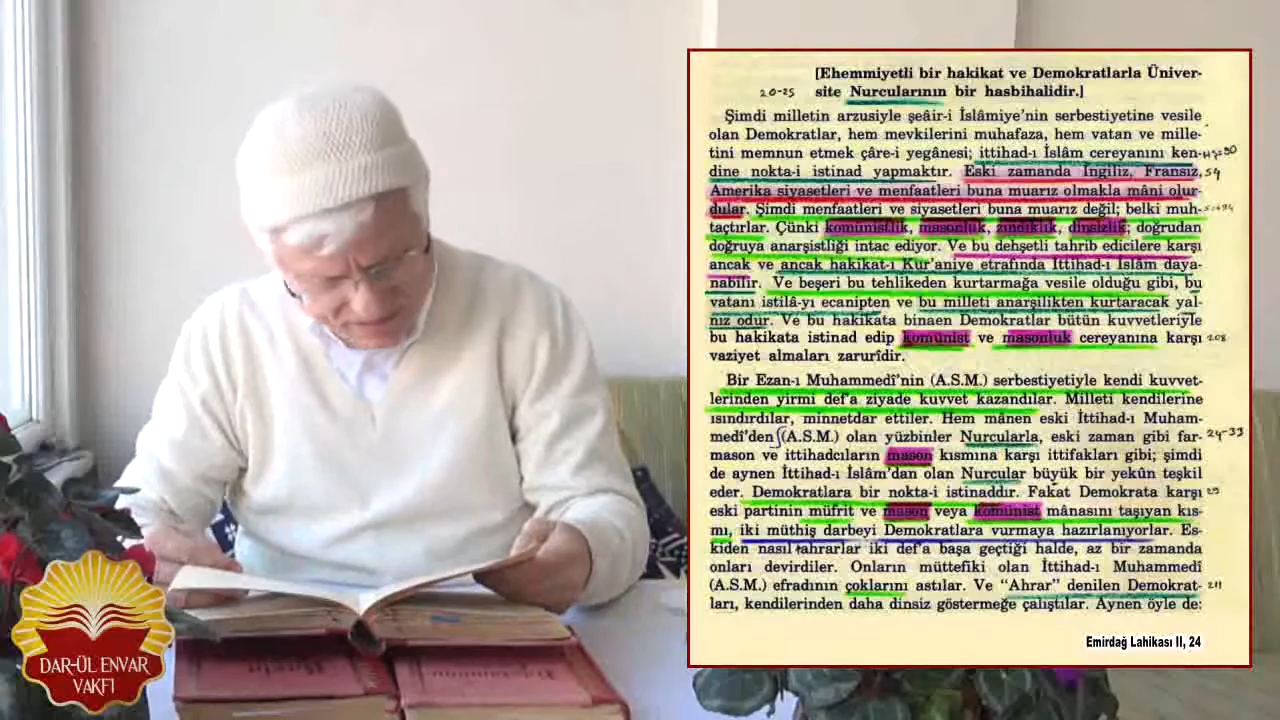 [Ehemmiyetli bir hakikat ve Demokratlarla Üniver-
20-25 site Nurcularının bir hasbihalidir.]
Şimdi milletin arzusiyle şeâir-i İslâmiye'nin serbestiyetine vesile
olan Demokratlar, hem mevkilerini muhafaza, hem vatan ve mille-
tini memnun etmek çâre-i yegânesi; ittihad-ı İslâm cereyanını ken-
dine nokta-i istinad yapmaktır. Eski zamanda İngiliz, Fransız, 54
Amerika siyasetleri ve menfaatleri buna muarız olmakla mâni olur-
dular. Şimdi menfaatleri ve siyasetleri buna muarız değil; belki muh-
taçtırlar. Çünki komünistlik, masonluk, zındıklık, dinsizlik; doğrudan
doğruya anarşistliği intac ediyor. Ve bu dehşetli tahrib edicilere karşı
ancak ve ancak hakikat-ı Kur'aniye etrafında İttihad-ı İslâm daya-
nabilir. Ve beşeri bu tehlikeden kurtarmağa vesile olduğu gibi, bu
vatanı istilâ-yı ecanipten ve bu milleti anarşilikten kurtaracak yal-
nız odur. Ve bu hakikata binaen Demokratlar bütün kuvvetleriyle
bu hakikata istinad edip komünist ve masonluk cereyanına karşı 208
vaziyet almaları zarurîdir.
Bir Ezan-ı Muhammedî'nin (A.S.M.) serbestiyetiyle kendi kuvvet-
lerinden yirmi def'a ziyade kuvvet kazandılar. Milleti kendilerine
ısındırdılar, minnetdar ettiler. Hem mânen eski İttihad-ı Muham-
medî'den (A.S.M.) olan yüzbinler Nurcularla, eski zaman gibi far- 24-33
mason ve ittihadcıların mason kısmına karşı ittifakları gibi; şimdi
de aynen İttihad-ı İslâm'dan olan Nurcular büyük bir yekûn teşkil
eder. Demokratlara bir nokta-i istinaddır. Fakat Demokrata karşı 25
eski partinin müfrit ve mason veya komünist mânasını taşıyan kıs-
mı, iki müthiş darbeyi Demokratlara vurmaya hazırlanıyorlar. Es-
kiden nasıl tahrarlar iki def'a başa geçtiği halde, az bir zamanda
onları devirdiler. Onların müttefiki olan İttihad-ı Muhammedî
(A.S.M.) efradının çoklarını astılar. Ve "Ahrar" denilen Demokrat- 211
ları, kendilerinden daha dinsiz göstermeğe çalıştılar. Aynen öyle de:
Emirdağ Lahikası II, 24
DAR-ÜL ENVAR
VAKFI